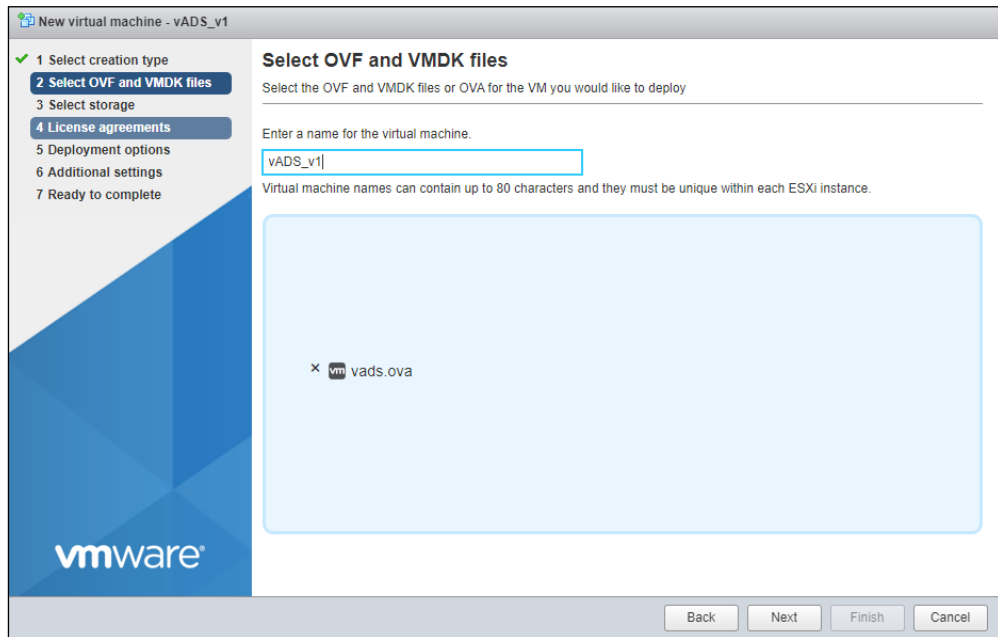 New virtual machine - vADS_v1
1 Select creation type
2 Select OVF and VMDK files
3 Select storage
4 License agreements
5 Deployment options
6 Additional settings
7 Ready to complete
Select OVF and VMDK files
Select the OVF and VMDK files or OVA for the VM you would like to deploy
Enter a name for the virtual machine.
vADS_v1
Virtual machine names can contain up to 80 characters and they must be unique within each ESXi instance.
× vm vads.ova
vmware®
Back Next Finish Cancel